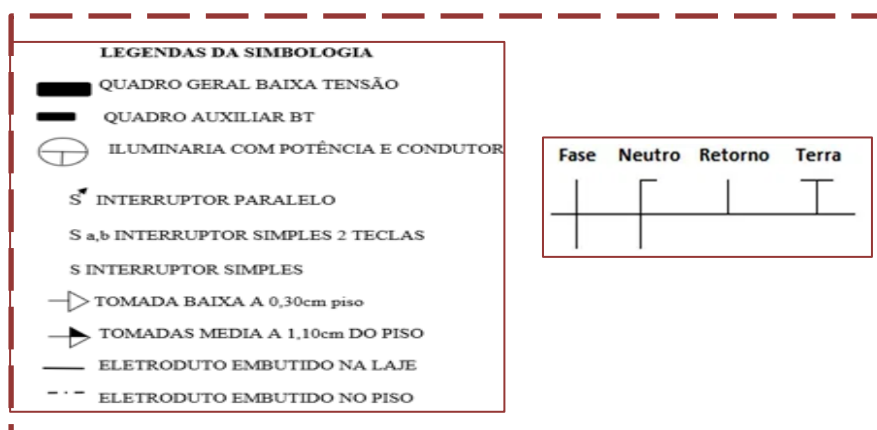 LEGENDAS DA SIMBOLOGIA
QUADRO GERAL BAIXA TENSÃO
QUADRO AUXILIAR BT
ILUMINARIA COM POTÊNCIA E CONDUTOR
S INTERRUPTOR PARALELO
S a,b INTERRUPTOR SIMPLES 2 TECLAS
S INTERRUPTOR SIMPLES
TOMADA BAIXA A 0,30cm piso
TOMADAS MEDIA A 1,10cm DO PISO
ELETRODUTO EMBUTIDO NA LAJE
ELETRODUTO EMBUTIDO NO PISO
Fase Neutro Retorno Terra